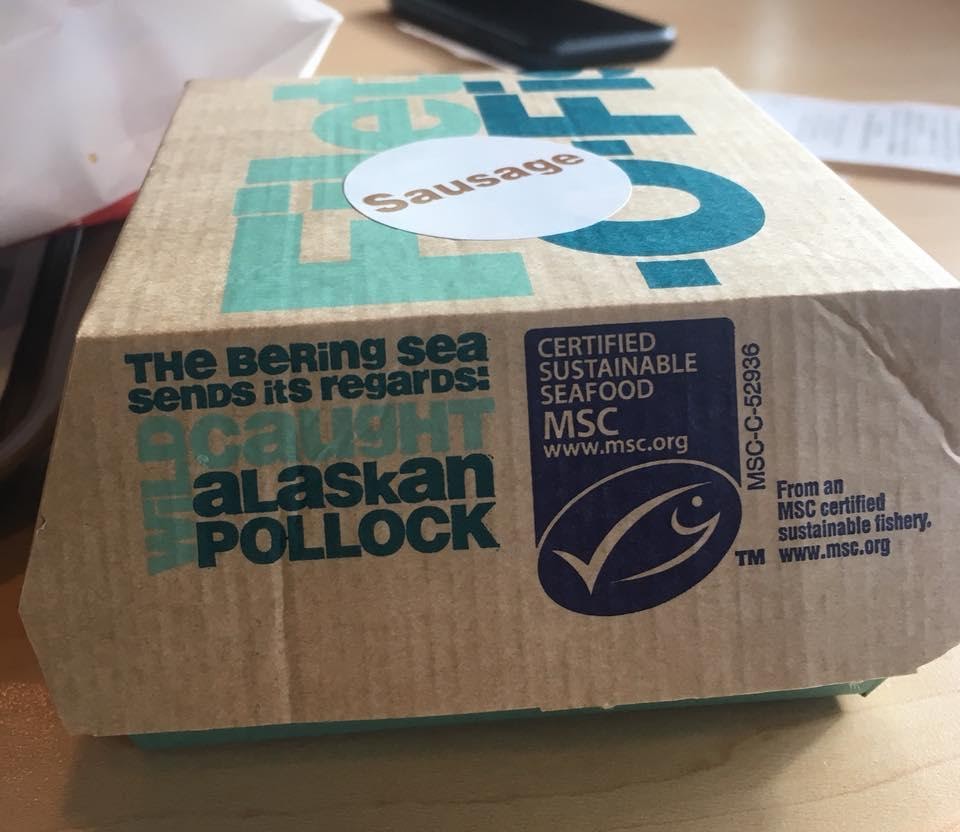 Filet
Sausage
THe BeRing sea
senDs its regarDs:
WiLD
caugHT
aLaskan
POLLOCK
CERTIFIED
SUSTAINABLE
SEAFOOD
MSC
www.msc.org
MSC-C-52936
TM
From an
MSC certified
sustainable fishery.
www.msc.org